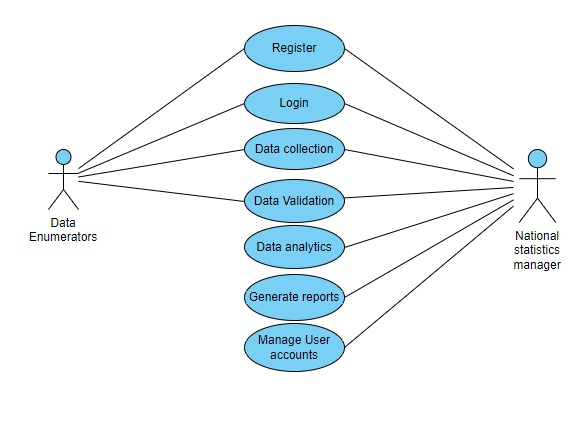 Register
Login
Data collection
Data Validation
Data analytics
Generate reports
Manage User
accounts
Data
Enumerators
National
statistics
manager